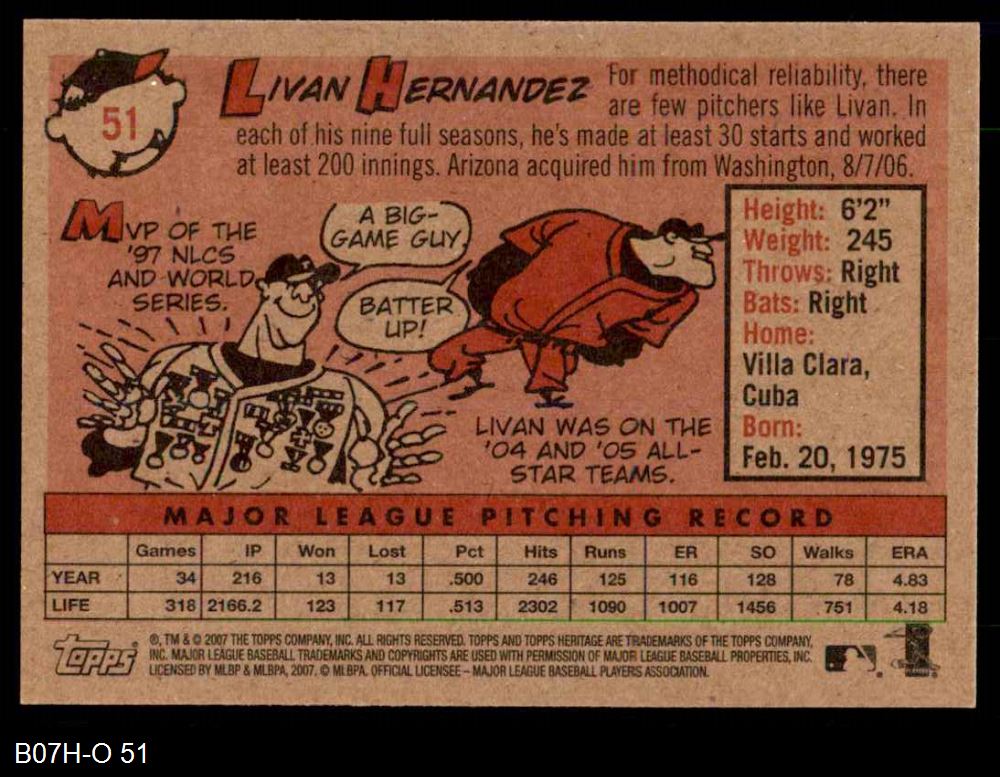 51
LIVAN HERNANDEZ
For methodical reliability, there
are few pitchers like Livan. In
each of his nine full seasons, he's made at least 30 starts and worked
at least 200 innings. Arizona acquired him from Washington, 8/7/06.
MVP OF THE
'97 NLCS
AND WORLD
SERIES.
A BIG-
GAME GUY
BATTER
UP!
LIVAN WAS ON THE
'04 AND '05 ALL-
STAR TEAMS.
Height: 6'2"
Weight: 245
Throws: Right
Bats: Right
Home:
Villa Clara,
Cuba
Born:
Feb. 20, 1975
MAJOR LEAGUE PITCHING RECORD
Games IP Won Lost Pct Hits Runs ER SO Walks ERA
YEAR 34 216 13 13 .500 246 125 116 128 78 4.83
LIFE 318 2166.2 123 117 .513 2302 1090 1007 1456 .751 4.18
Topps
®, TM & © 2007 THE TOPPS COMPANY, INC. ALL RIGHTS RESERVED. TOPPS AND TOPPS HERITAGE ARE TRADEMARKS OF THE TOPPS COMPANY,
INC. MAJOR LEAGUE BASEBALL TRADEMARKS AND COPYRIGHTS ARE USED WITH PERMISSION OF MAJOR LEAGUE BASEBALL PROPERTIES, INC.
LICENSED BY MLBP & MLBPA, 2007. © MLBPA. OFFICIAL LICENSEE – MAJOR LEAGUE BASEBALL PLAYERS ASSOCIATION.
B07H-O 51